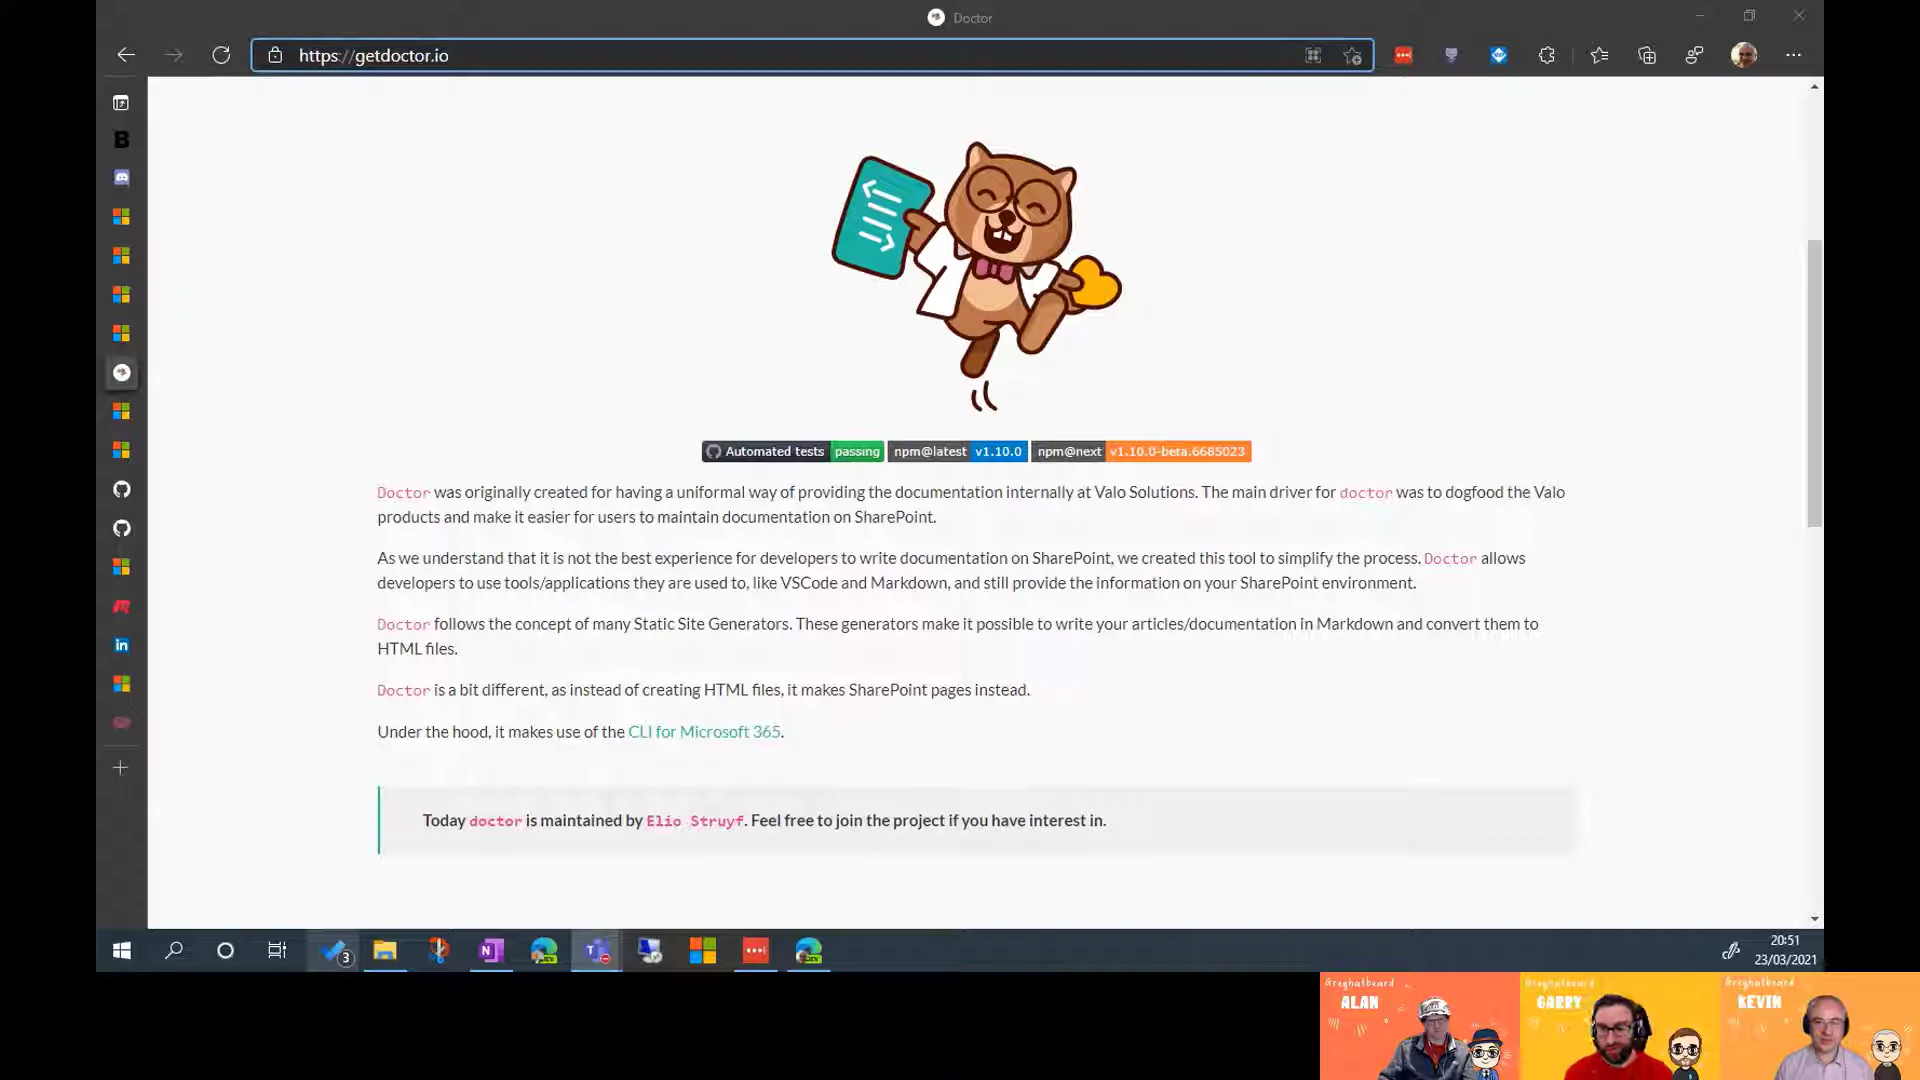 Doctor
https://getdoctor.io
B
Automated tests passing npm@latest v1.10.0 npm@next v1.10.0-beta.6685023
Doctor was originally created for having a uniformal way of providing the documentation internally at Valo Solutions. The main driver for doctor was to dogfood the Valo
products and make it easier for users to maintain documentation on SharePoint.
As we understand that it is not the best experience for developers to write documentation on SharePoint, we created this tool to simplify the process. Doctor allows
developers to use tools/applications they are used to, like VSCode and Markdown, and still provide the information on your SharePoint environment.
Doctor follows the concept of many Static Site Generators. These generators make it possible to write your articles/documentation in Markdown and convert them to
HTML files.
Doctor is a bit different, as instead of creating HTML files, it makes SharePoint pages instead.
Under the hood, it makes use of the CLI for Microsoft 365.
in
Today doctor is maintained by Elio Struyf. Feel free to join the project if you have interest in.
3
N
20:51
23/03/2021
Greyhatbeard
ALAN
Greyhatbeard
GARRY
Greyhatbeard
KEVIN